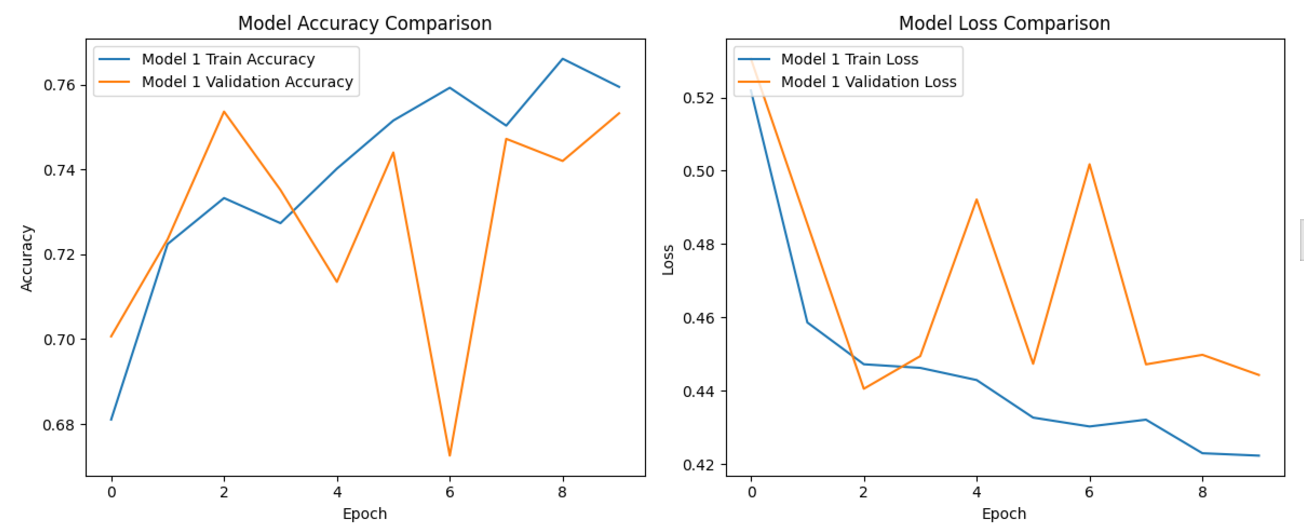 Model Accuracy Comparison
Model 1 Train Accuracy
Model 1 Validation Accuracy
0.76
0.74
0.72
0.70
0.68
Accuracy
0 2 4 6 8
Epoch
Model Loss Comparison
Model 1 Train Loss
Model 1 Validation Loss
0.52
0.50
0.48
0.46
0.44
0.42
Loss
0 2 4 6 8
Epoch